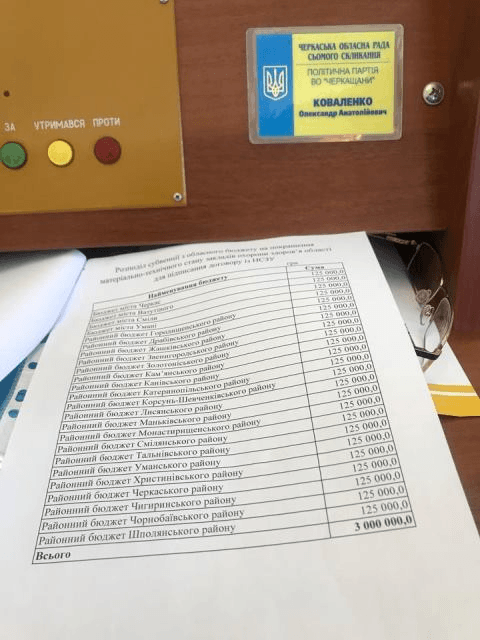 ЧЕРКАСЬКА ОБЛАСНА РАДА
СЬОМОГО СКЛИКАННЯ
ПОЛІТИЧНА ПАРТІЯ
ВО "ЧЕРКАЩАНИ"
КОВАЛЕНКО
Олександр Анатолійович
ЗА УТРИМАВСЯ ПРОТИ
Розподіл субвенції з обласного бюджету на покращення
матеріально-технічного стану закладів охорони здоров'я області
для підписання договору із НСЗУ
грн
Найменування бюджету Сума
Бюджет міста Черкас 125 000,0
Бюджет міста Ватутіного 125 000,0
Бюджет міста Сміли 125 000,0
Бюджет міста Умані 125 000,0
Районний бюджет Городищенського району 125 000,0
Районний бюджет Драбівського району 125 000,0
Районний бюджет Жашківського району 125 000,0
Районний бюджет Звенигородського району 125 000,0
Районний бюджет Золотоніського району 125 000,0
Районний бюджет Кам'янського району 125 000,0
Районний бюджет Канівського району 125 000,0
Районний бюджет Катеринопільського району 125 000,0
Районний бюджет Корсунь-Шевченківського району 125 000,0
Районний бюджет Лисянського району 125 000,0
Районний бюджет Маньківського району 125 000,0
Районний бюджет Монастирищенського району 125 000,0
Районний бюджет Смілянського району 125 000,0
Районний бюджет Тальнівського району 125 000,0
Районний бюджет Уманського району 125 000,0
Районний бюджет Христинівського району 125 000,0
Районний бюджет Черкаського району 125 000,0
Районний бюджет Чигиринського району 125 000,0
Районний бюджет Чорнобаївського району 125 000,0
Районний бюджет Шполянського району 125 000,0
Всього 3 000 000,0